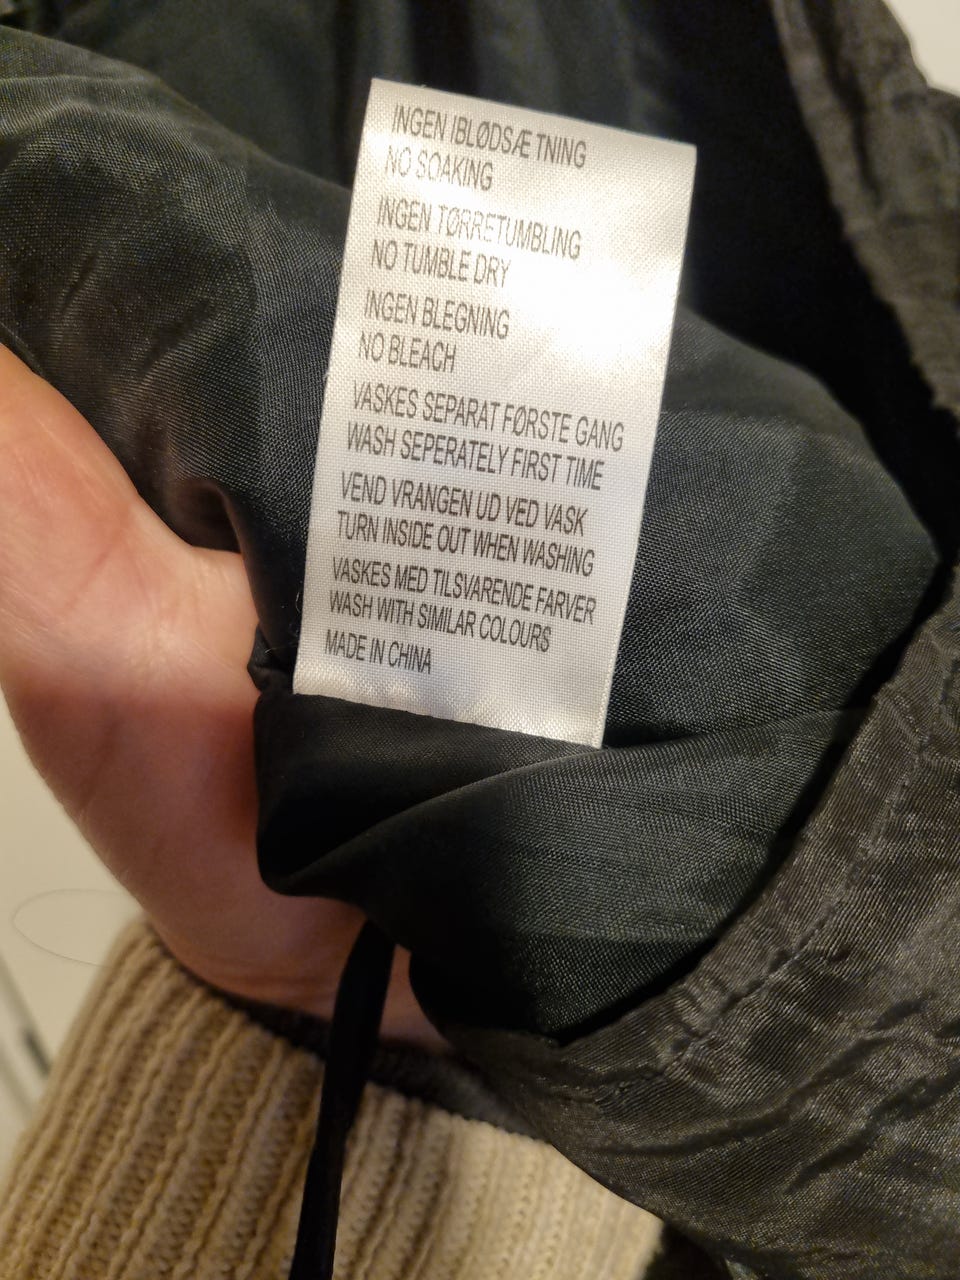 INGEN IBLØDSÆ TNING
NO SOAKING
INGEN TØRRETUMBLING
NO TUMBLE DRY
INGEN BLEGNING
NO BLEACH
VASKES SEPARAT FØRSTE GANG
WASH SEPERATELY FIRST TIME
VEND VRANGEN UD VED VASK
TURN INSIDE OUT WHEN WASHING
VASKES MED TILSVARENDE FARVER
WASH WITH SIMILAR COLOURS
MADE IN CHINA